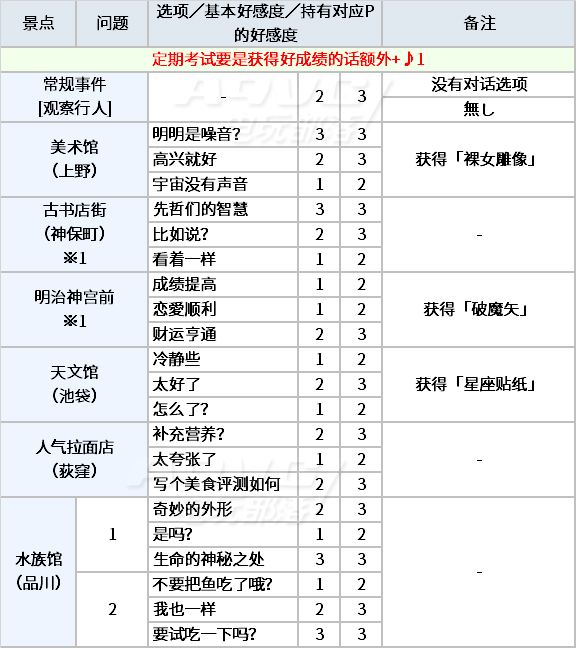 景点 问题 选项／基本好感度／持有对应P的好感度 备注
定期考试要是获得好成绩的话额外+♪1
常规事件[观察行人] - 2 3 没有对话选项
無し
美术馆（上野） 明明是噪音? 3 3 获得「裸女雕像」
高兴就好 2 3
宇宙没有声音 1 2
古书店街（神保町）※1 先哲们的智慧 3 3 -
比如说? 2 3
看着一样 1 2
明治神宫前※1 成绩提高 1 2 获得「破魔矢」
恋愛顺利 1 2
财运亨通 2 3
天文馆（池袋） 冷静些 1 2 获得「星座贴纸」
太好了 2 3
怎么了? 1 2
人气拉面店（荻窪） 补充营养? 2 3 -
太夸张了 1 2
写个美食评测如何 2 3
水族馆（品川） 1 奇妙的外形 2 3 -
是吗? 1 2
生命的神秘之处 3 3
2 不要把鱼吃了哦? 1 2
我也一样 2 3
要试吃一下吗? 3 3